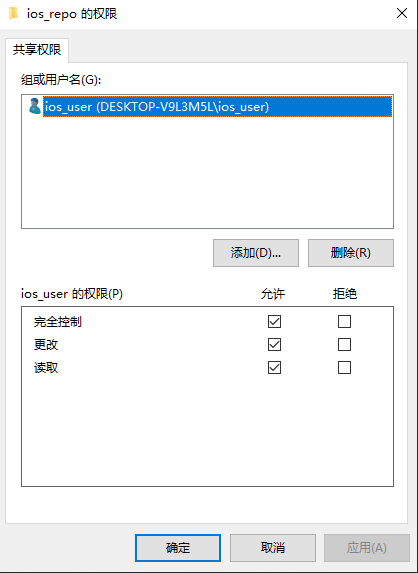 ios_repo 的权限
共享权限
组或用户名(G):
ios_user (DESKTOP-V9L3M5L\ios_user)
添加(D)... 删除(R)
ios_user 的权限(P) 允许 拒绝
完全控制
更改
读取
确定 取消 应用(A)